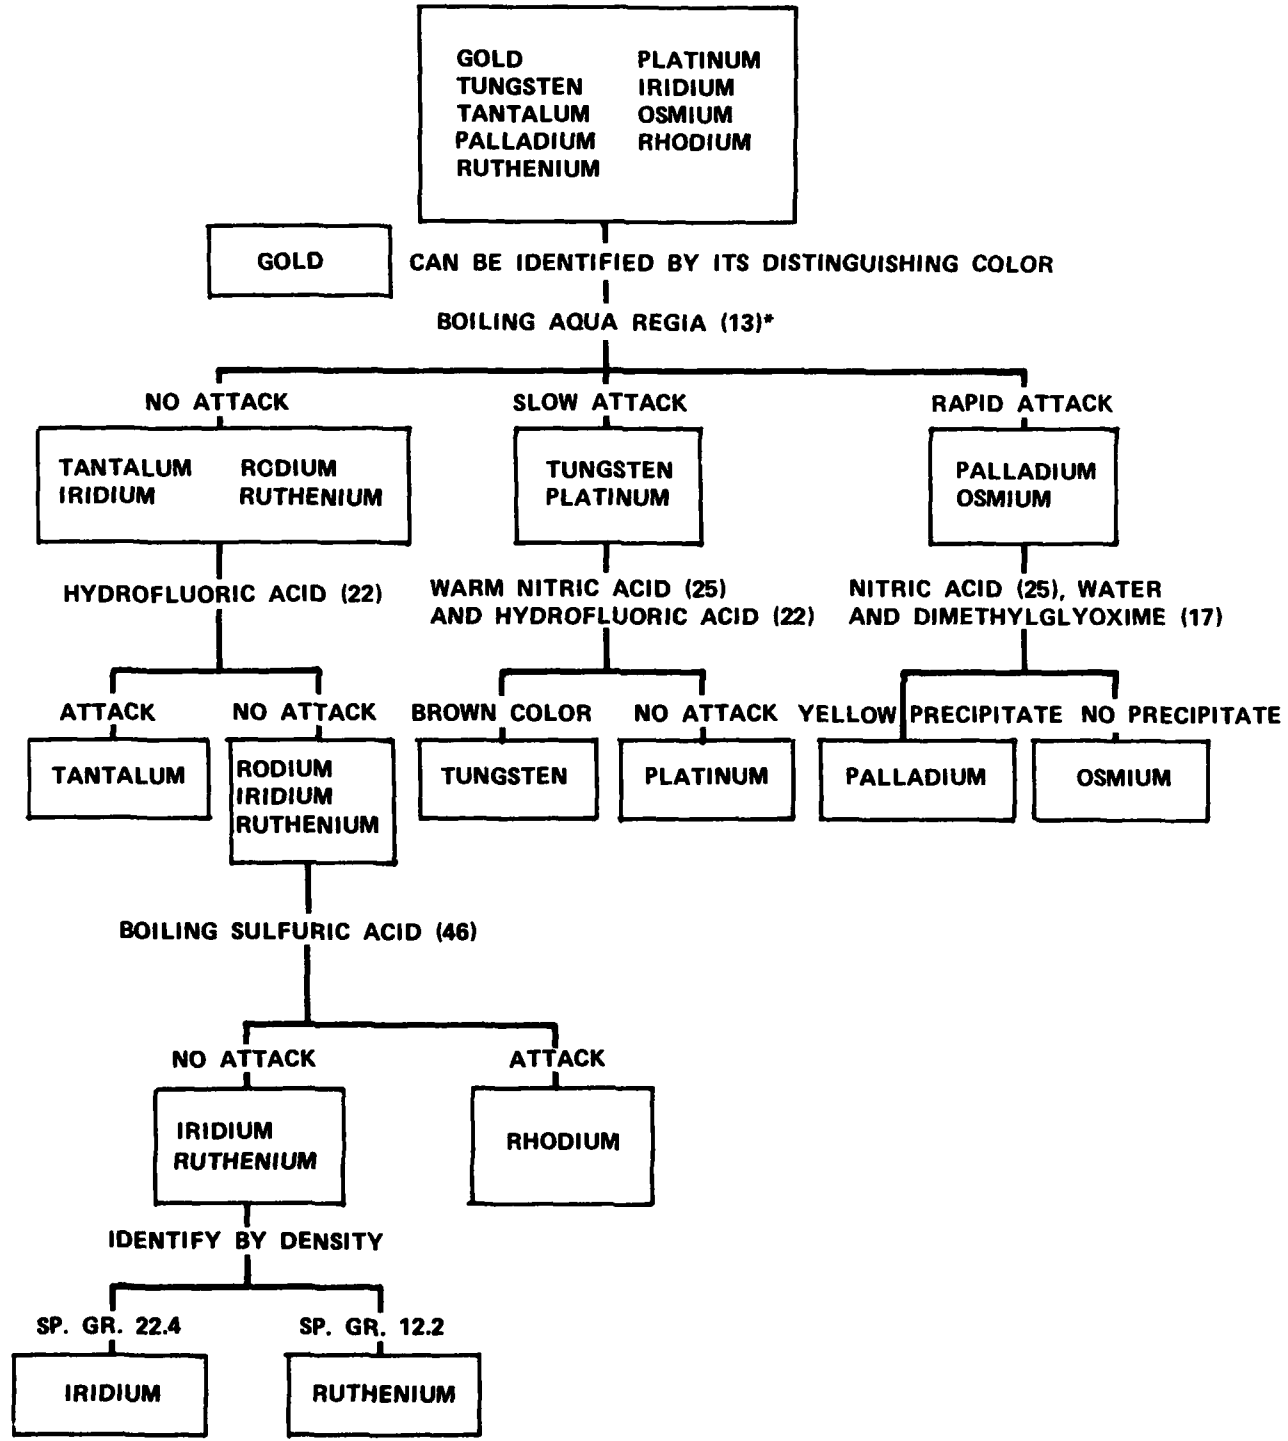 GOLD PLATINUM
TUNGSTEN IRIDIUM
TANTALUM OSMIUM
PALLADIUM RHODIUM
RUTHENIUM
GOLD CAN BE IDENTIFIED BY ITS DISTINGUISHING COLOR
BOILING AQUA REGIA (13)*
NO ATTACK SLOW ATTACK RAPID ATTACK
TANTALUM RODIUM
IRIDIUM RUTHENIUM
TUNGSTEN
PLATINUM
PALLADIUM
OSMIUM
HYDROFLUORIC ACID (22)
WARM NITRIC ACID (25)
AND HYDROFLUORIC ACID (22)
NITRIC ACID (25), WATER
AND DIMETHYLGLYOXIME (17)
ATTACK NO ATTACK BROWN COLOR NO ATTACK YELLOW PRECIPITATE NO PRECIPITATE
TANTALUM
RODIUM
IRIDIUM
RUTHENIUM
TUNGSTEN
PLATINUM
PALLADIUM
OSMIUM
BOILING SULFURIC ACID (46)
NO ATTACK ATTACK
IRIDIUM
RUTHENIUM
RHODIUM
IDENTIFY BY DENSITY
SP. GR. 22.4 SP. GR. 12.2
IRIDIUM RUTHENIUM